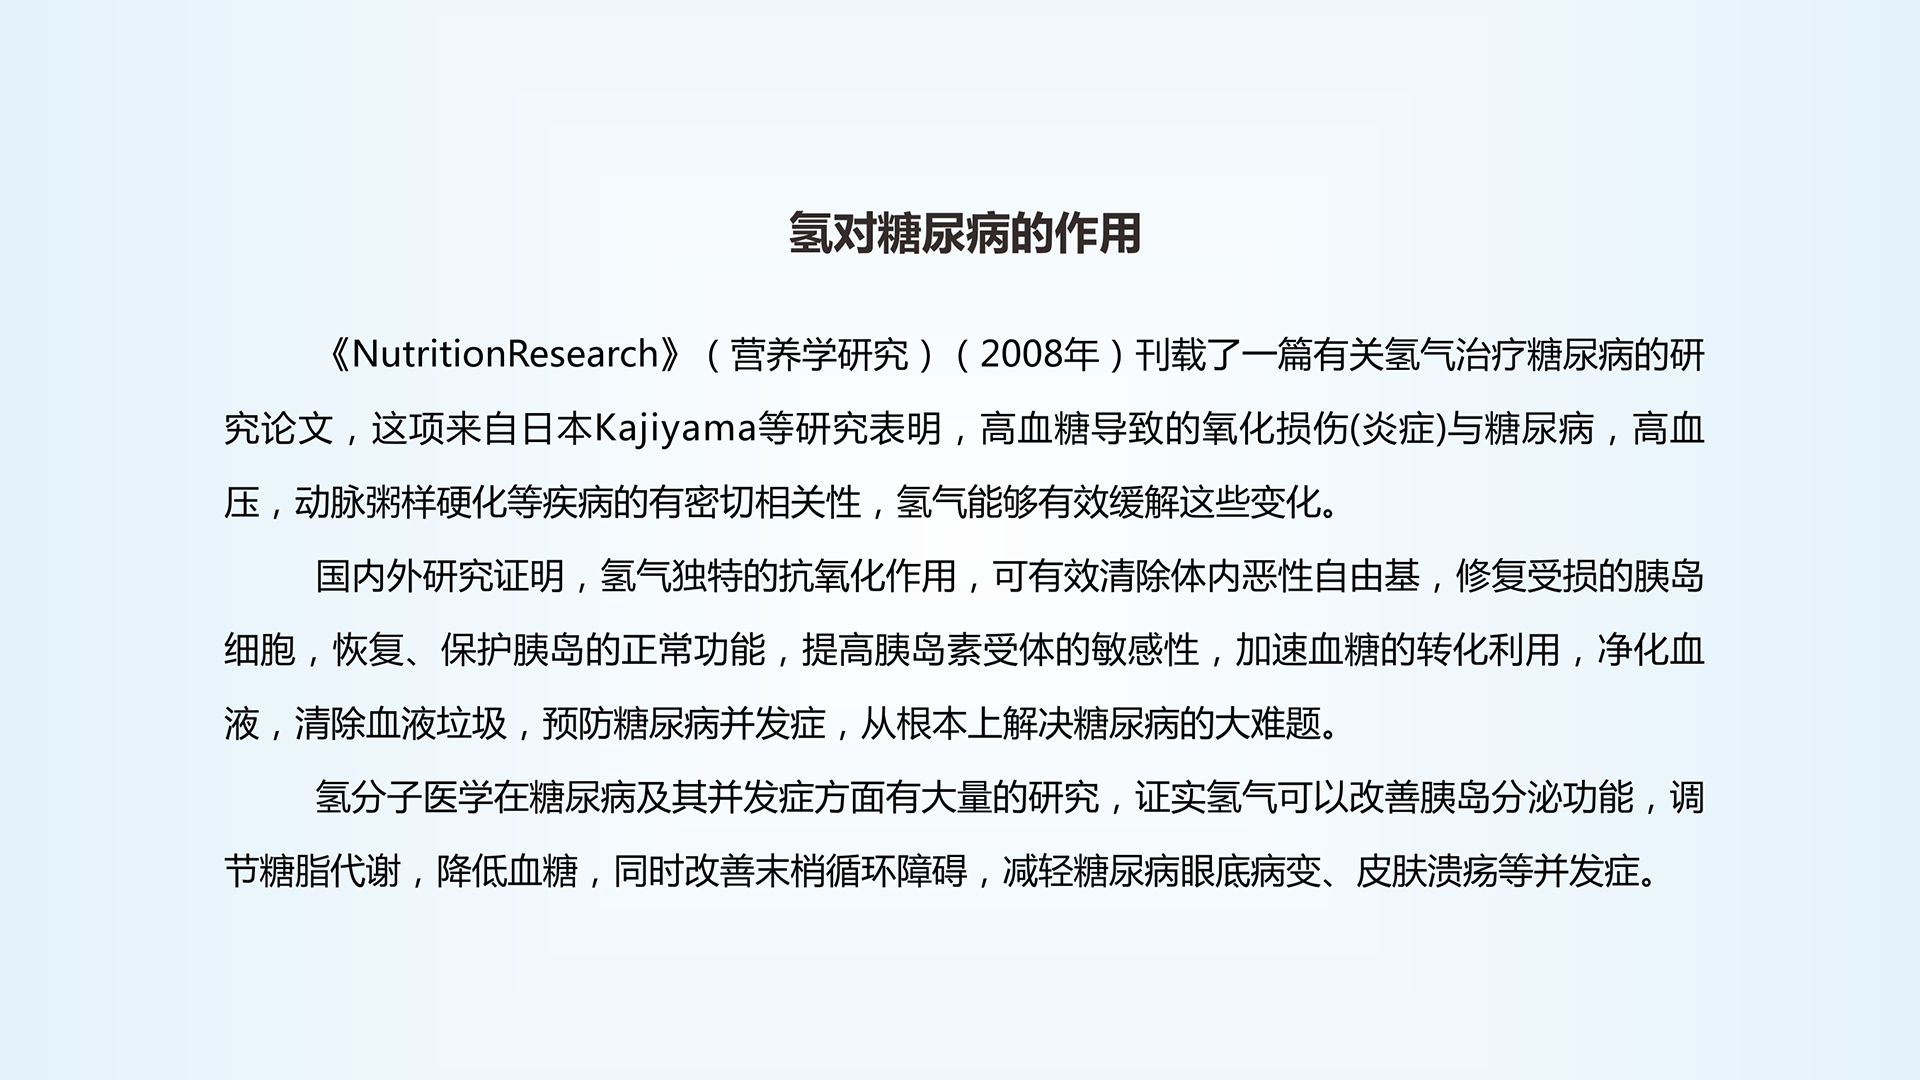 氢对糖尿病的作用
《NutritionResearch》（营养学研究）（2008年）刊载了一篇有关氢气治疗糖尿病的研
究论文，这项来自日本Kajiyama等研究表明，高血糖导致的氧化损伤(炎症)与糖尿病，高血
压，动脉粥样硬化等疾病的有密切相关性，氢气能够有效缓解这些变化。
国内外研究证明，氢气独特的抗氧化作用，可有效清除体内恶性自由基，修复受损的胰岛
细胞，恢复、保护胰岛的正常功能，提高胰岛素受体的敏感性，加速血糖的转化利用，净化血
液，清除血液垃圾，预防糖尿病并发症，从根本上解决糖尿病的大难题。
氢分子医学在糖尿病及其并发症方面有大量的研究，证实氢气可以改善胰岛分泌功能，调
节糖脂代谢，降低血糖，同时改善末梢循环障碍，减轻糖尿病眼底病变、皮肤溃疡等并发症。